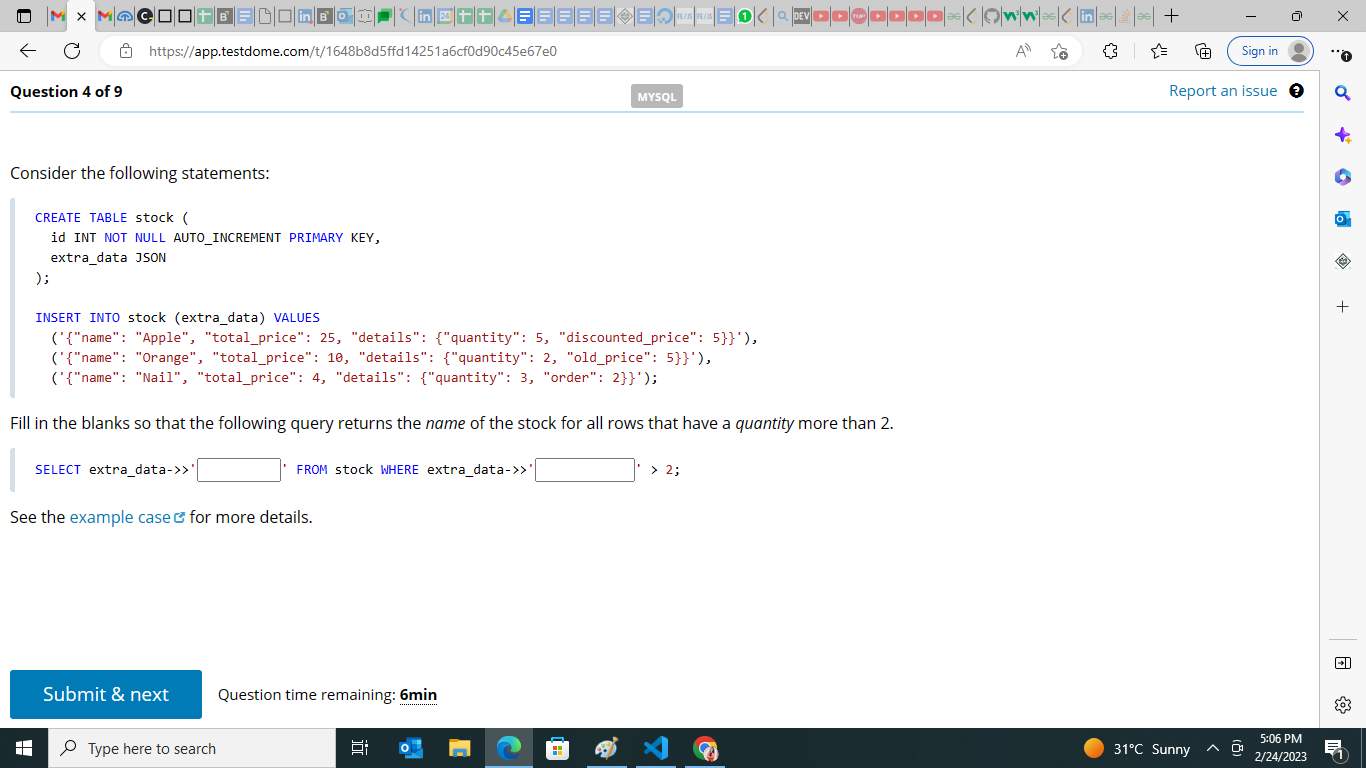 https://app.testdome.com/t/1648b8d5ffd14251a6cf0d90c45e67e0
Sign in
Question 4 of 9
MYSQL
Report an issue
Consider the following statements:
CREATE TABLE stock (
id INT NOT NULL AUTO_INCREMENT PRIMARY KEY,
extra_data JSON
);
INSERT INTO stock (extra_data) VALUES
('{"name": "Apple", "total_price": 25, "details": {"quantity": 5, "discounted_price": 5}}'),
('{"name": "Orange", "total_price": 10, "details": {"quantity": 2, "old_price": 5}}'),
('{"name": "Nail", "total_price": 4, "details": {"quantity": 3, "order": 2}}');
Fill in the blanks so that the following query returns the name of the stock for all rows that have a quantity more than 2.
SELECT extra_data->>' ' FROM stock WHERE extra_data->>' ' > 2;
See the example case for more details.
Submit & next
Question time remaining: 6min
Type here to search
31°C Sunny
5:06 PM
2/24/2023
1